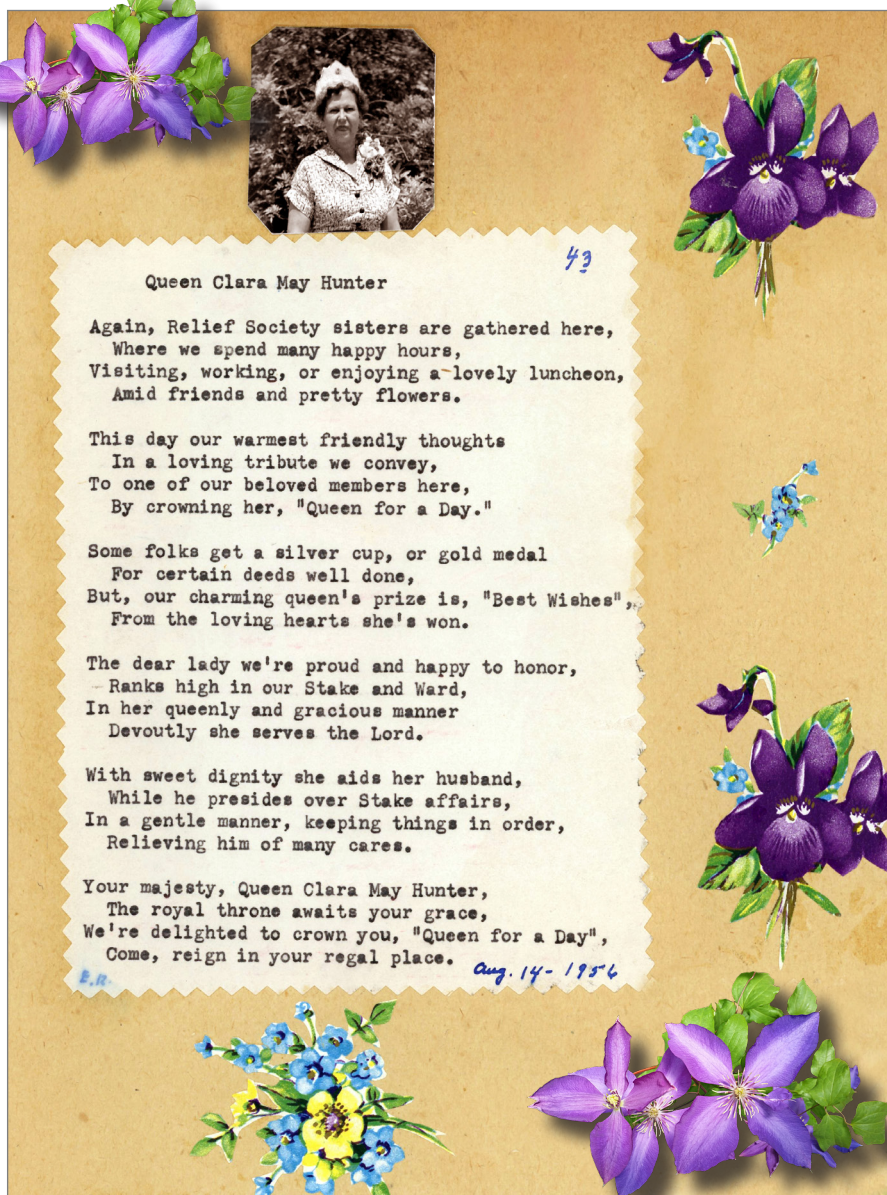 43
Queen Clara May Hunter
Again, Relief Society sisters are gathered here,
Where we spend many happy hours,
Visiting, working, or enjoying a lovely luncheon,
Amid friends and pretty flowers.
This day our warmest friendly thoughts
In a loving tribute we convey,
To one of our beloved members here,
By crowning her, "Queen for a Day."
Some folks get a silver cup, or gold medal
For certain deeds well done,
But, our charming queen's prize is, "Best Wishes",
From the loving hearts she's won.
The dear lady we're proud and happy to honor,
Ranks high in our Stake and Ward,
In her queenly and gracious manner
Devoutly she serves the Lord.
With sweet dignity she aids her husband,
While he presides over Stake affairs,
In a gentle manner, keeping things in order,
Relieving him of many cares.
Your majesty, Queen Clara May Hunter,
The royal throne awaits your grace,
We're delighted to crown you, "Queen for a Day",
Come, reign in your regal place.
E.R. Aug. 14 - 1956